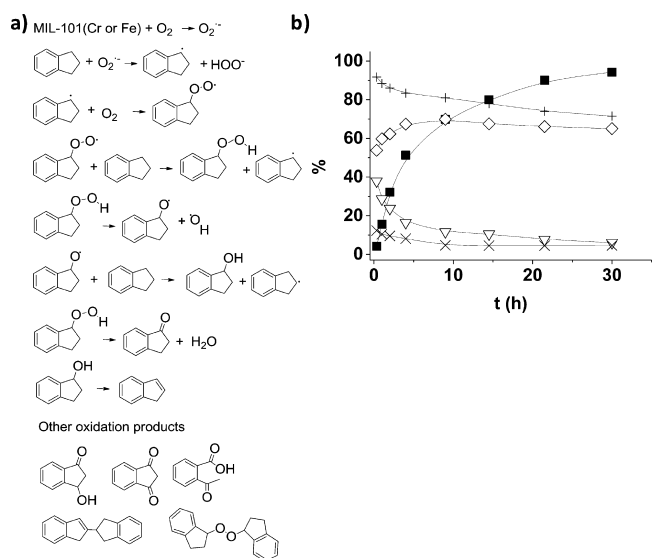 a)
MIL-101(Cr or Fe) + O₂ → O₂˙⁻
+ O₂˙⁻ → + HOO⁻
+ O₂ → O-O•
O-O• + → O-O H +
O-O H → O• + •OH
O• + → OH +
O-O H → O + H₂O
OH →
Other oxidation products
O OH
O O
O OH O
O O
b)
100
80
60
40
20
0
%
0 10 20 30
t (h)